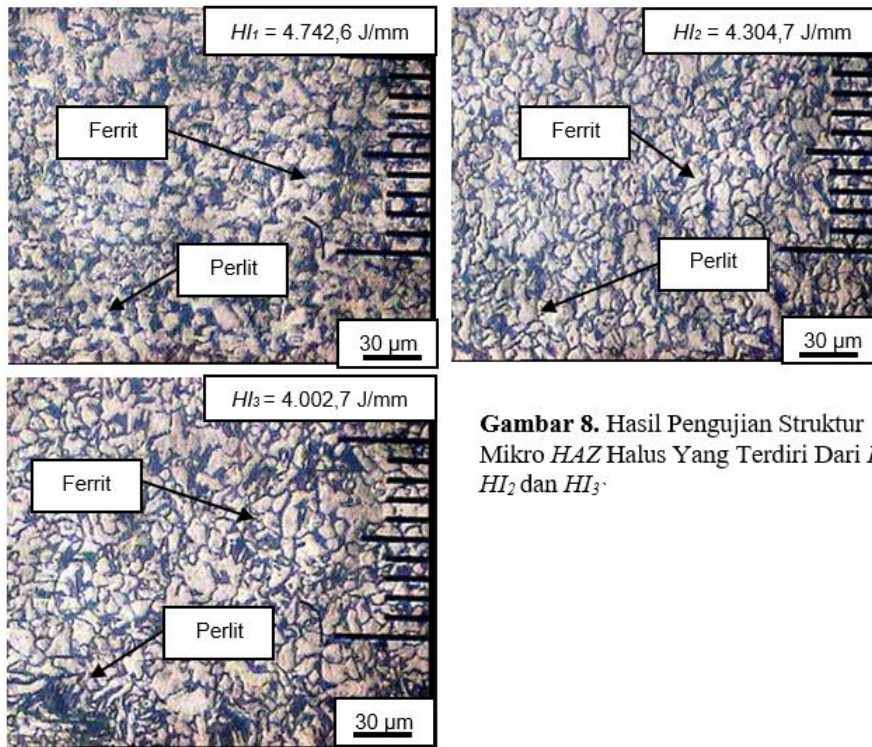 HI₁ = 4.742,6 J/mm
Ferrit
Perlit
30 µm
HI₂ = 4.304,7 J/mm
Ferrit
Perlit
30 µm
HI₃ = 4.002,7 J/mm
Ferrit
Perlit
30 µm
Gambar 8. Hasil Pengujian Struktur
Mikro HAZ Halus Yang Terdiri Dari
HI₂ dan HI₃.